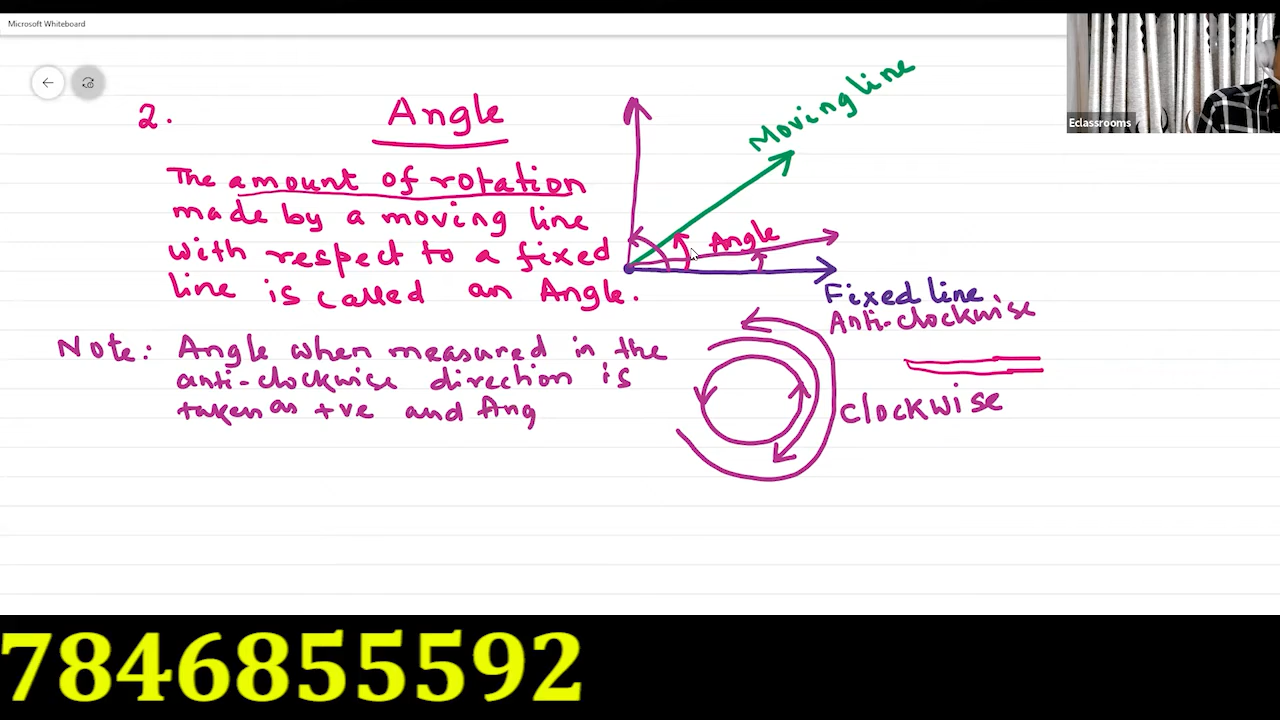 Microsoft Whiteboard
Eclassrooms
2. Angle
The amount of rotation
made by a moving line
with respect to a fixed
line is called an Angle.
Moving line
Angle
Fixed line
Anti-clockwise
clockwise
Note: Angle when measured in the
anti-clockwise direction is
taken as +ve and Ang
7846855592